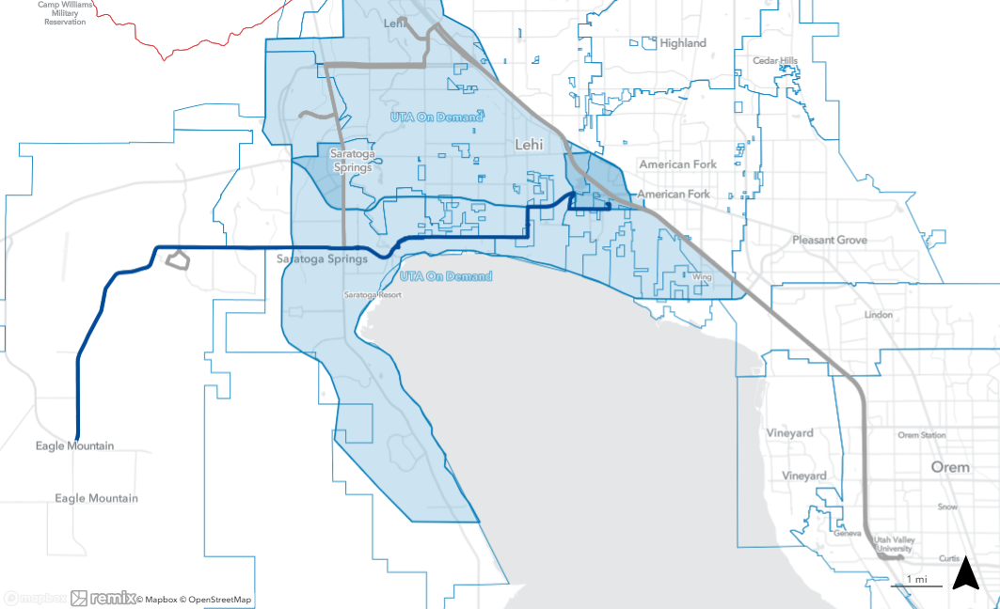 Camp Williams
Military
Reservation
Lehi
Highland
Cedar Hills
UTA On Demand
Lehi
Saratoga
Springs
American Fork
American Fork
Pleasant Grove
Saratoga Springs
UTA On Demand
Wing
Saratoga Resort
Lindon
Eagle Mountain
Vineyard
Orem Station
Orem
Vineyard
Eagle Mountain
Snow
Geneva
Utah Valley
University
Curtis
1 mi
mapbox remix © Mapbox © OpenStreetMap